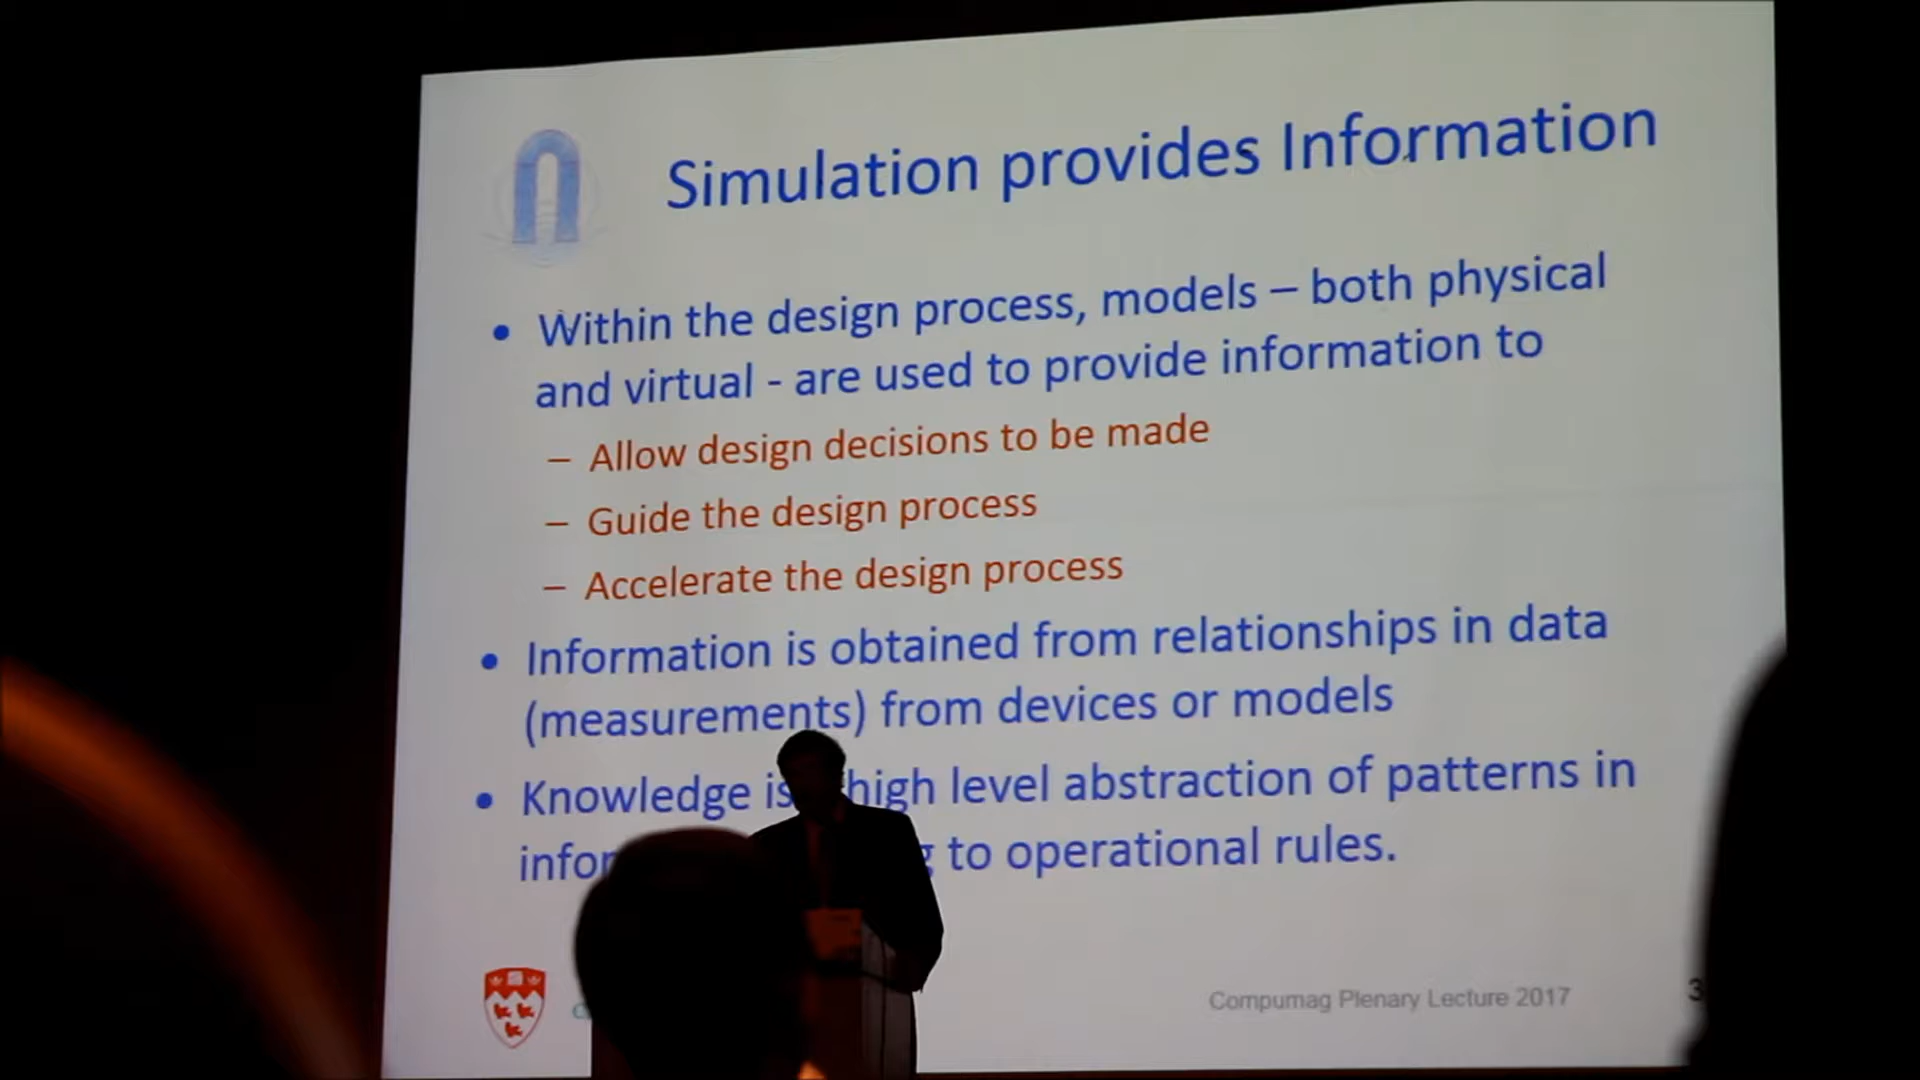 Simulation provides Information
• Within the design process, models – both physical
and virtual - are used to provide information to
– Allow design decisions to be made
– Guide the design process
– Accelerate the design process
• Information is obtained from relationships in data
(measurements) from devices or models
• Knowledge is high level abstraction of patterns in
to operational rules.
Compumag Plenary Lecture 2017
3